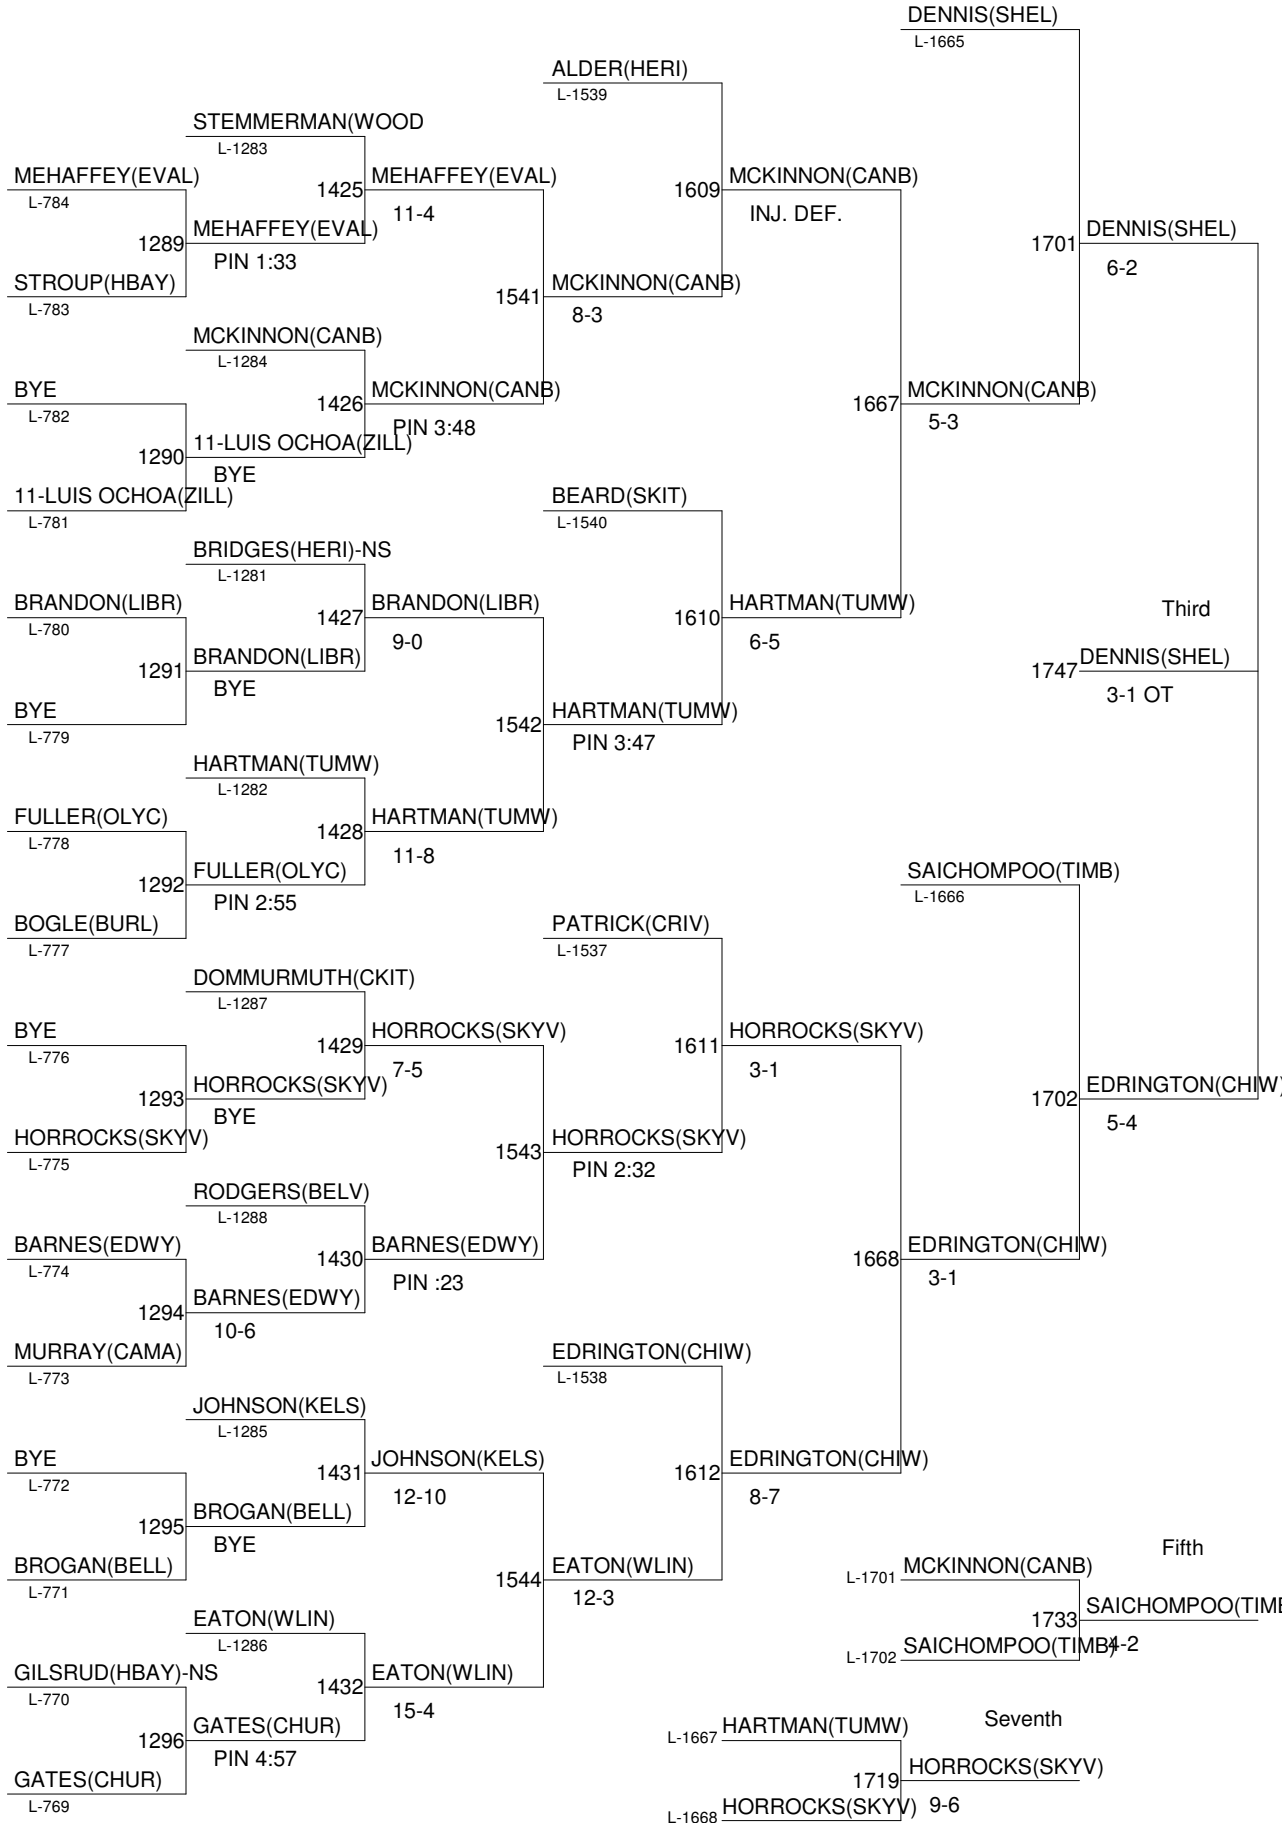 DENNIS(SHEL)
L-1665
ALDER(HERI)
L-1539
STEMMERMAN(WOOD
L-1283
MEHAFFEY(EVAL)
L-784
1425
MEHAFFEY(EVAL)
11-4
1609
MCKINNON(CANB)
INJ. DEF.
1289
MEHAFFEY(EVAL)
PIN 1:33
1701
DENNIS(SHEL)
6-2
STROUP(HBAY)
L-783
1541
MCKINNON(CANB)
8-3
MCKINNON(CANB)
L-1284
BYE
L-782
1426
MCKINNON(CANB)
PIN 3:48
1667
MCKINNON(CANB)
5-3
1290
11-LUIS OCHOA(ZILL)
BYE
11-LUIS OCHOA(ZILL)
L-781
BEARD(SKIT)
L-1540
BRIDGES(HERI)-NS
L-1281
BRANDON(LIBR)
L-780
1427
BRANDON(LIBR)
9-0
1610
HARTMAN(TUMW)
6-5
Third
1291
BRANDON(LIBR)
BYE
1747
DENNIS(SHEL)
3-1 OT
BYE
L-779
1542
HARTMAN(TUMW)
PIN 3:47
HARTMAN(TUMW)
L-1282
FULLER(OLYC)
L-778
1428
HARTMAN(TUMW)
11-8
1292
FULLER(OLYC)
PIN 2:55
SAICHOMPOO(TIMB)
L-1666
BOGLE(BURL)
L-777
PATRICK(CRIV)
L-1537
DOMMURMUTH(CKIT)
L-1287
BYE
L-776
1429
HORROCKS(SKYV)
7-5
1611
HORROCKS(SKYV)
3-1
1293
HORROCKS(SKYV)
BYE
1702
EDRINGTON(CHIW)
5-4
HORROCKS(SKYV)
L-775
1543
HORROCKS(SKYV)
PIN 2:32
RODGERS(BELV)
L-1288
BARNES(EDWY)
L-774
1430
BARNES(EDWY)
PIN :23
1668
EDRINGTON(CHIW)
3-1
1294
BARNES(EDWY)
10-6
MURRAY(CAMA)
L-773
EDRINGTON(CHIW)
L-1538
JOHNSON(KELS)
L-1285
BYE
L-772
1431
JOHNSON(KELS)
12-10
1612
EDRINGTON(CHIW)
8-7
1295
BROGAN(BELL)
BYE
Fifth
BROGAN(BELL)
L-771
1544
EATON(WLIN)
12-3
L-1701
MCKINNON(CANB)
EATON(WLIN)
L-1286
1733
SAICHOMPOO(TIMB
4-2
L-1702
SAICHOMPOO(TIMB)
GILSRUD(HBAY)-NS
L-770
1432
EATON(WLIN)
15-4
1296
GATES(CHUR)
PIN 4:57
Seventh
L-1667
HARTMAN(TUMW)
GATES(CHUR)
L-769
1719
HORROCKS(SKYV)
9-6
L-1668
HORROCKS(SKYV)